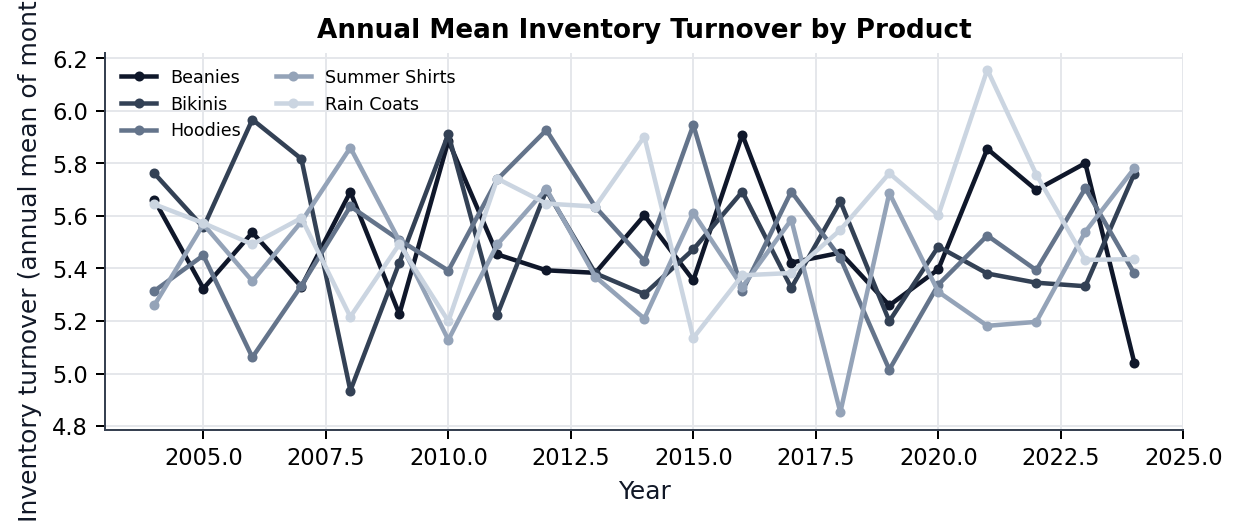 Annual Mean Inventory Turnover by Product
Inventory turnover (annual mean of mont
6.2
6.0
5.8
5.6
5.4
5.2
5.0
4.8
Beanies
Bikinis
Hoodies
Summer Shirts
Rain Coats
2005.0 2007.5 2010.0 2012.5 2015.0 2017.5 2020.0 2022.5 2025.0
Year